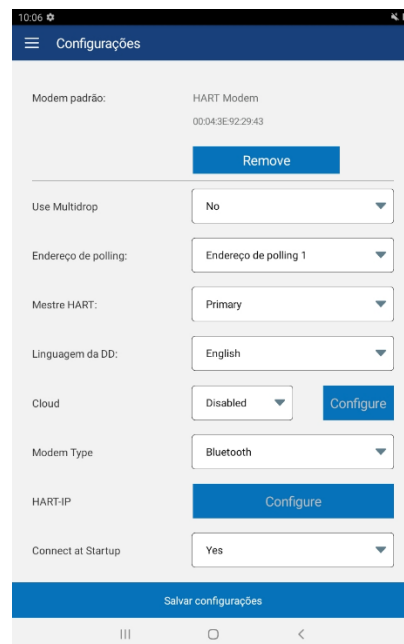 10:06
Configurações
Modem padrão: HART Modem
00:04:3E:92:29:43
Remove
Use Multidrop No
Endereço de polling: Endereço de polling 1
Mestre HART: Primary
Linguagem da DD: English
Cloud Disabled Configure
Modem Type Bluetooth
HART-IP Configure
Connect at Startup Yes
Salvar configurações